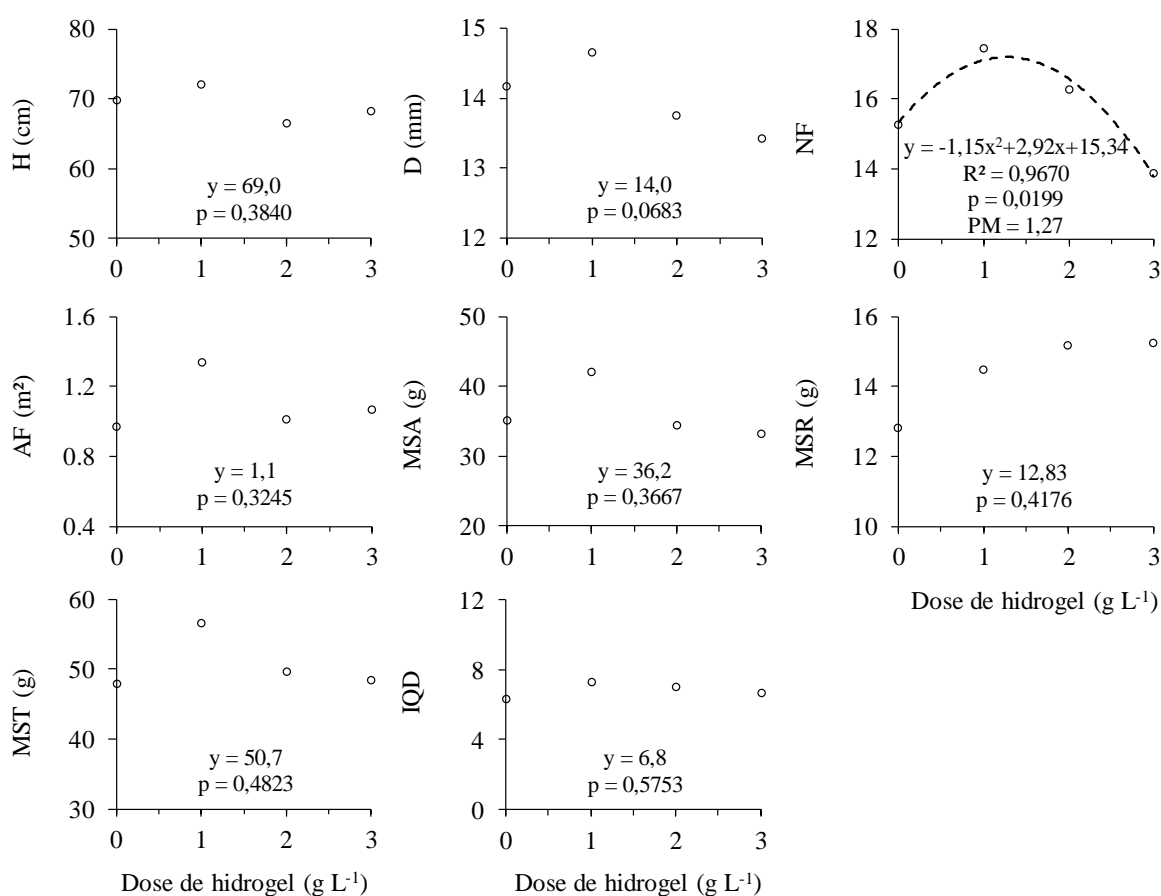 H (cm)
80
70
60
50
0 1 2 3
y = 69,0
p = 0,3840
D (mm)
15
14
13
12
0 1 2 3
y = 14,0
p = 0,0683
NF
18
16
14
12
0 1 2 3
y = -1,15x²+2,92x+15,34
R² = 0,9670
p = 0,0199
PM = 1,27
AF (m²)
1.6
1.2
0.8
0.4
0 1 2 3
y = 1,1
p = 0,3245
MSA (g)
50
40
30
20
0 1 2 3
y = 36,2
p = 0,3667
MSR (g)
16
14
12
10
0 1 2 3
y = 12,83
p = 0,4176
Dose de hidrogel (g L⁻¹)
MST (g)
60
50
40
30
0 1 2 3
y = 50,7
p = 0,4823
Dose de hidrogel (g L⁻¹)
IQD
12
8
4
0
0 1 2 3
y = 6,8
p = 0,5753
Dose de hidrogel (g L⁻¹)